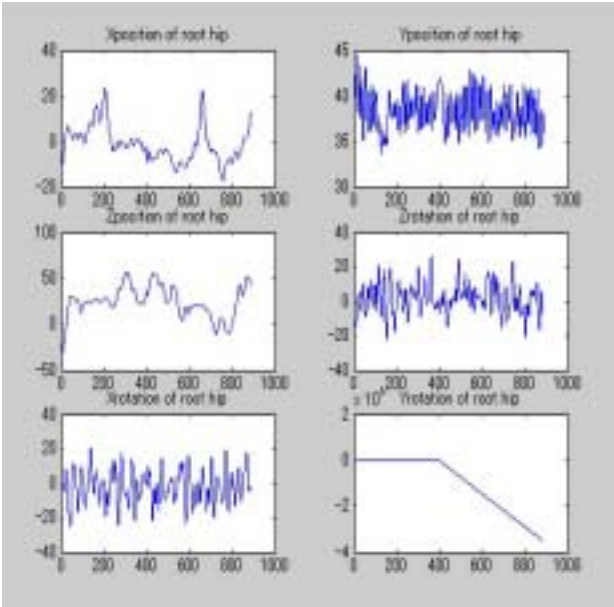 Xposition of root hip
40
20
0
-20
0 200 400 600 800 1000
Yposition of root hip
45
40
35
30
0 200 400 600 800 1000
Zposition of root hip
100
50
0
-50
0 200 400 600 800 1000
Zrotation of root hip
40
20
0
-20
-40
0 200 400 600 800 1000
Xrotation of root hip
40
20
0
-20
-40
0 200 400 600 800 1000
Yrotation of root hip
2
0
-2
-4
0 200 400 600 800 1000